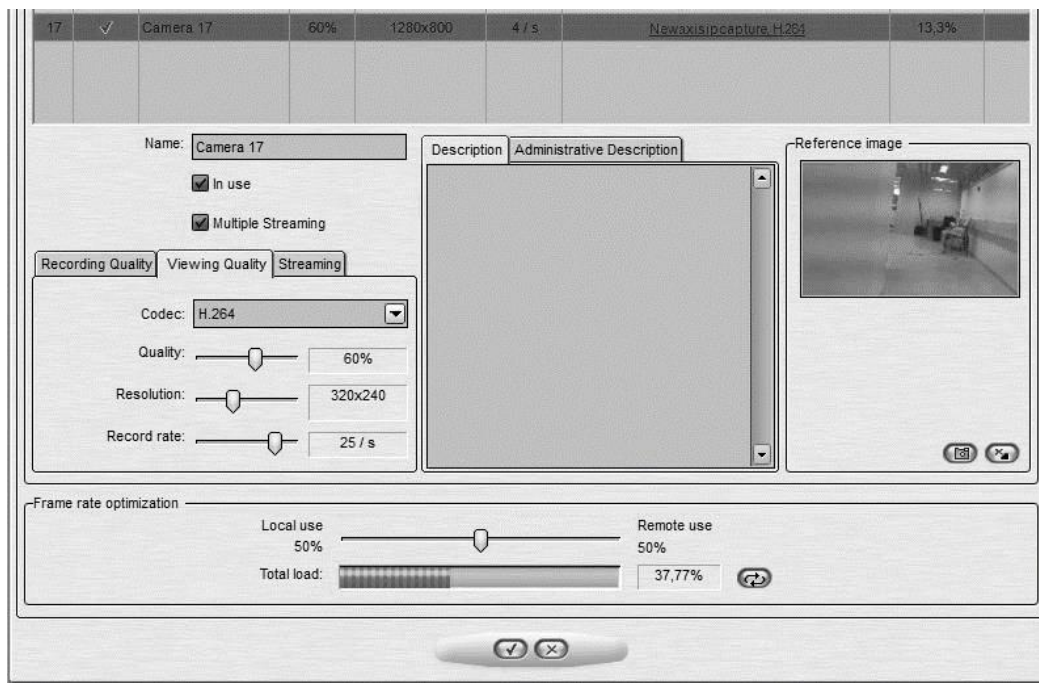 17 Camera 17 60% 1280x800 4 / s Newaxisipcapture, H.264 13,3%
Name: Camera 17
In use
Multiple Streaming
Recording Quality Viewing Quality Streaming
Codec: H.264
Quality: 60%
Resolution: 320x240
Record rate: 25 / s
Description Administrative Description
Reference image
Frame rate optimization
Local use
50%
Remote use
50%
Total load: 37,77%